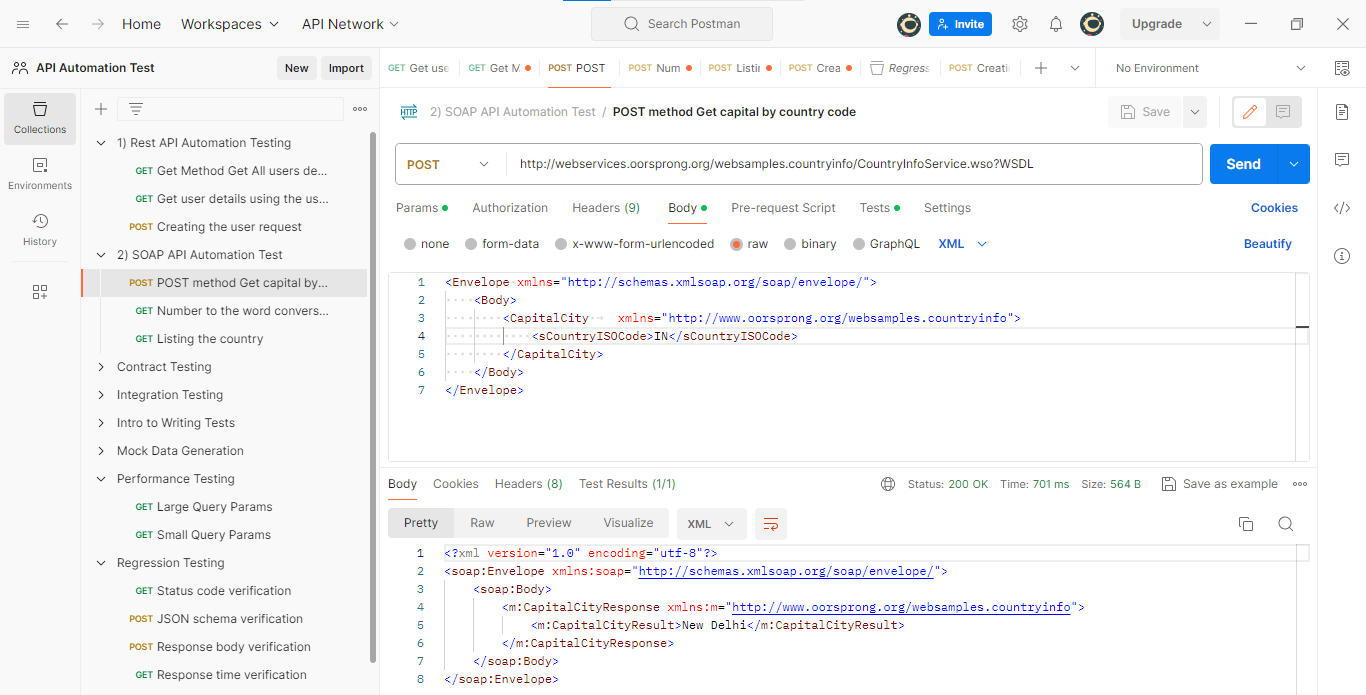 Home Workspaces API Network Search Postman Invite Upgrade
API Automation Test New Import
GET Get use GET Get M POST POST POST Num POST Listin POST Crea Regress POST Creati No Environment
Collections
Environments
History
1) Rest API Automation Testing
GET Get Method Get All users de...
GET Get user details using the us...
POST Creating the user request
2) SOAP API Automation Test
POST POST method Get capital by...
GET Number to the word convers...
GET Listing the country
Contract Testing
Integration Testing
Intro to Writing Tests
Mock Data Generation
Performance Testing
GET Large Query Params
GET Small Query Params
Regression Testing
GET Status code verification
POST JSON schema verification
POST Response body verification
GET Response time verification
HTTP 2) SOAP API Automation Test / POST method Get capital by country code Save
POST http://webservices.oorsprong.org/websamples.countryinfo/CountryInfoService.wso?WSDL Send
Params Authorization Headers (9) Body Pre-request Script Tests Settings Cookies
none form-data x-www-form-urlencoded raw binary GraphQL XML Beautify
1 <Envelope xmlns="http://schemas.xmlsoap.org/soap/envelope/">
2 <Body>
3 <CapitalCity xmlns="http://www.oorsprong.org/websamples.countryinfo">
4 <sCountryISOCode>IN</sCountryISOCode>
5 </CapitalCity>
6 </Body>
7 </Envelope>
Body Cookies Headers (8) Test Results (1/1) Status: 200 OK Time: 701 ms Size: 564 B Save as example
Pretty Raw Preview Visualize XML
1 <?xml version="1.0" encoding="utf-8"?>
2 <soap:Envelope xmlns:soap="http://schemas.xmlsoap.org/soap/envelope/">
3 <soap:Body>
4 <m:CapitalCityResponse xmlns:m="http://www.oorsprong.org/websamples.countryinfo">
5 <m:CapitalCityResult>New Delhi</m:CapitalCityResult>
6 </m:CapitalCityResponse>
7 </soap:Body>
8 </soap:Envelope>